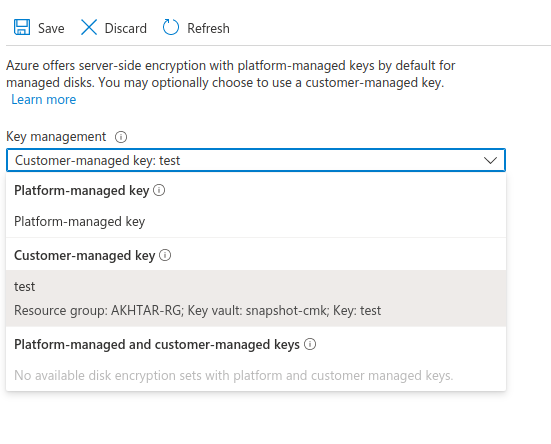 Save Discard Refresh
Azure offers server-side encryption with platform-managed keys by default for
managed disks. You may optionally choose to use a customer-managed key.
Learn more
Key management
Customer-managed key: test
Platform-managed key
Platform-managed key
Customer-managed key
test
Resource group: AKHTAR-RG; Key vault: snapshot-cmk; Key: test
Platform-managed and customer-managed keys
No available disk encryption sets with platform and customer managed keys.